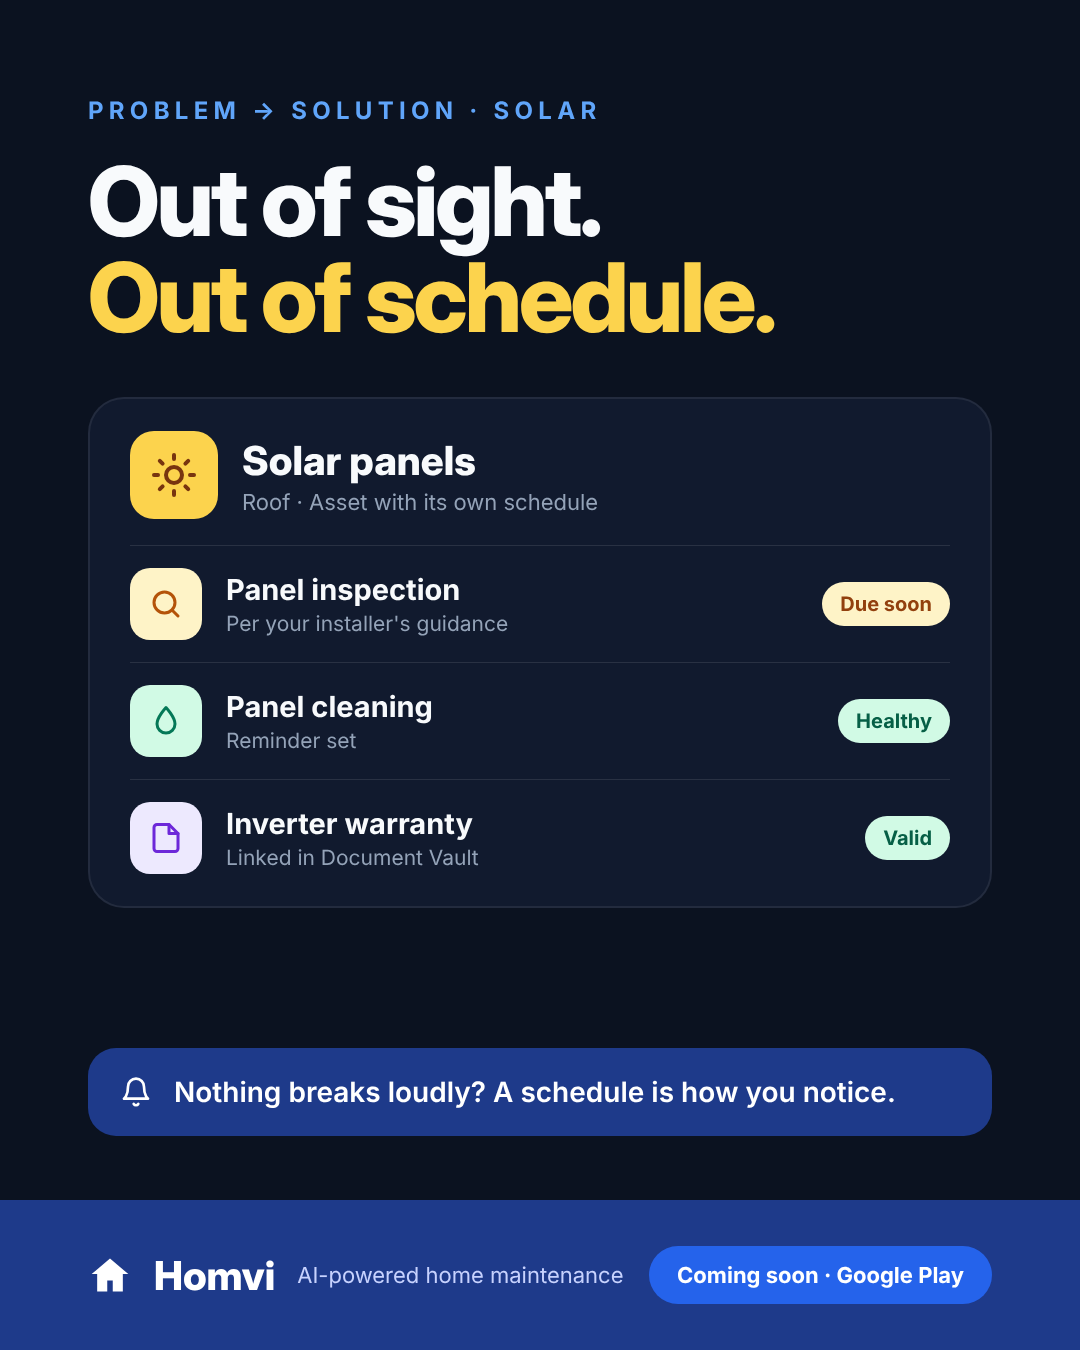 PROBLEM → SOLUTION · SOLAR
Out of sight.
Out of schedule.
Solar panels
Roof · Asset with its own schedule
Panel inspection
Per your installer's guidance
Due soon
Panel cleaning
Reminder set
Healthy
Inverter warranty
Linked in Document Vault
Valid
Nothing breaks loudly? A schedule is how you notice.
Homvi
AI-powered home maintenance
Coming soon · Google Play